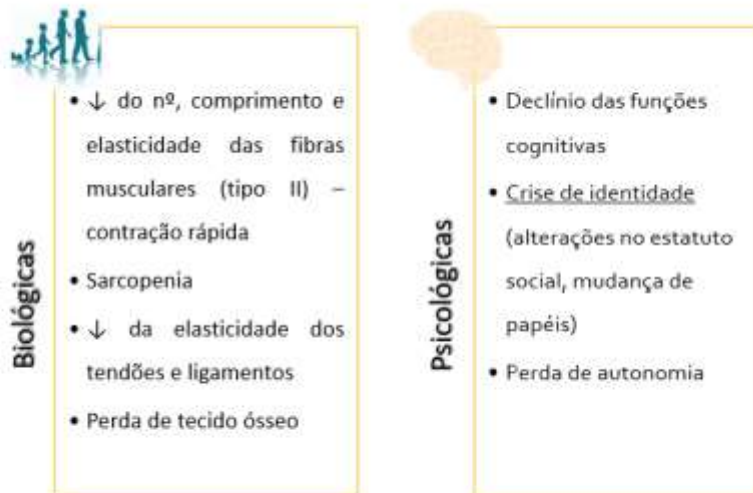 Biológicas
• ↓ do nº, comprimento e
elasticidade das fibras
musculares (tipo II) –
contração rápida
• Sarcopenia
• ↓ da elasticidade dos
tendões e ligamentos
• Perda de tecido ósseo
Psicológicas
• Declínio das funções
cognitivas
• Crise de identidade
(alterações no estatuto
social, mudança de
papéis)
• Perda de autonomia